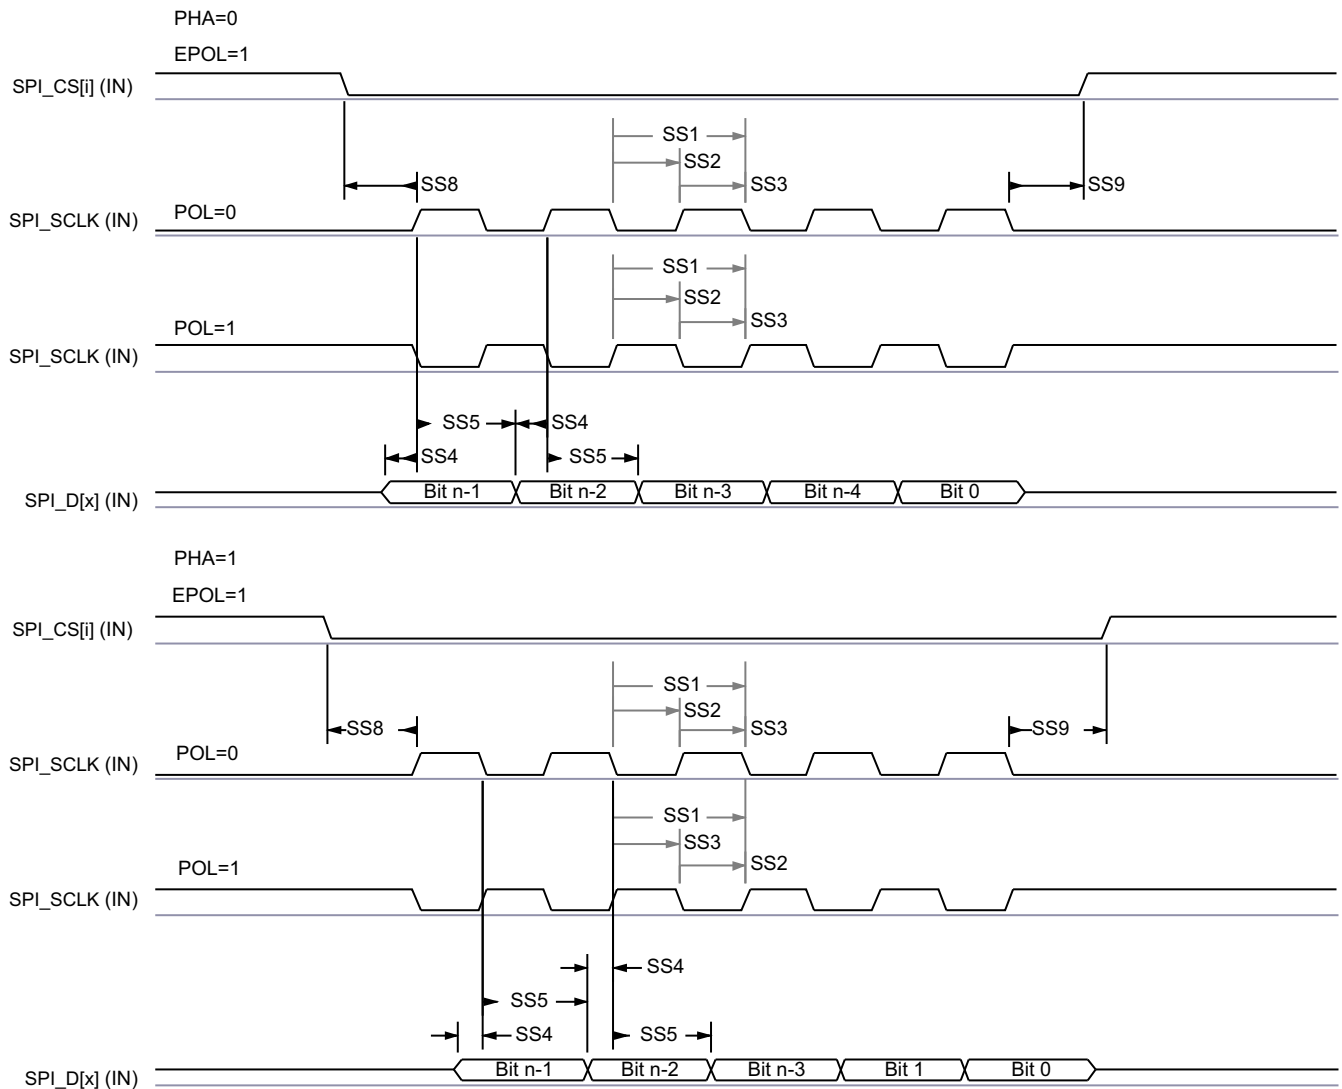 PHA=0
EPOL=1
SPI_CS[i] (IN)
SS1
SS2
SS8 SS3 SS9
POL=0
SPI_SCLK (IN)
SS1
SS2
SS3
POL=1
SPI_SCLK (IN)
SS5 SS4
SS4 SS5
SPI_D[x] (IN) Bit n-1 Bit n-2 Bit n-3 Bit n-4 Bit 0
PHA=1
EPOL=1
SPI_CS[i] (IN)
SS1
SS2
SS8 SS3 SS9
POL=0
SPI_SCLK (IN)
SS1
SS3
SS2
POL=1
SPI_SCLK (IN)
SS4
SS5
SS4 SS5
SPI_D[x] (IN) Bit n-1 Bit n-2 Bit n-3 Bit 1 Bit 0